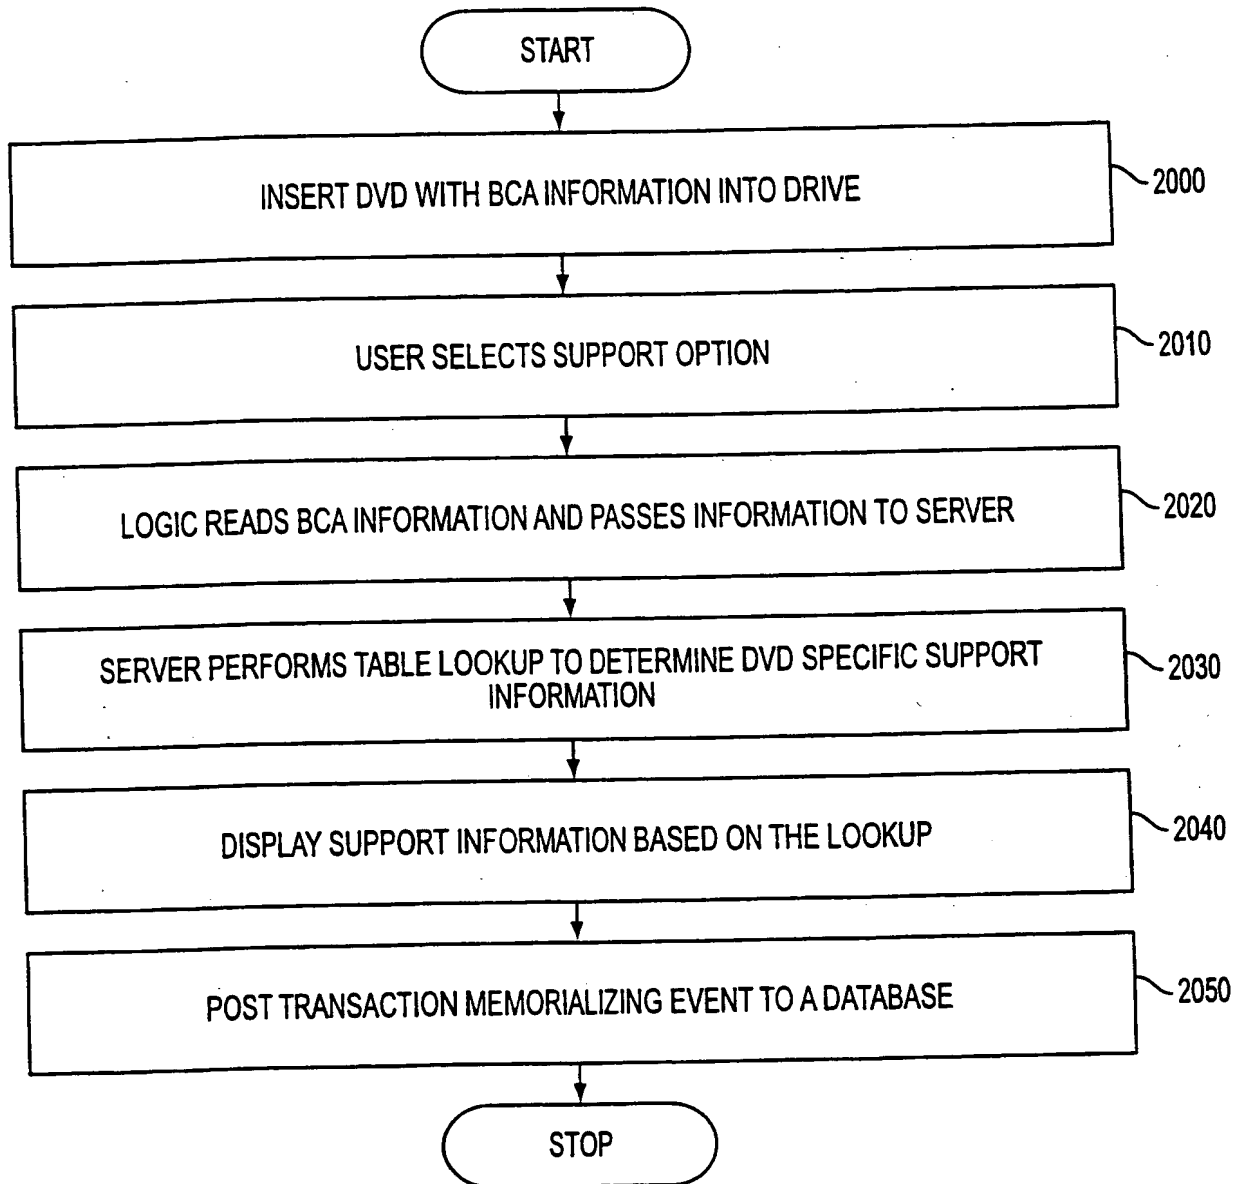 START
INSERT DVD WITH BCA INFORMATION INTO DRIVE
2000
USER SELECTS SUPPORT OPTION
2010
LOGIC READS BCA INFORMATION AND PASSES INFORMATION TO SERVER
2020
SERVER PERFORMS TABLE LOOKUP TO DETERMINE DVD SPECIFIC SUPPORT
INFORMATION
2030
DISPLAY SUPPORT INFORMATION BASED ON THE LOOKUP
2040
POST TRANSACTION MEMORIALIZING EVENT TO A DATABASE
2050
STOP